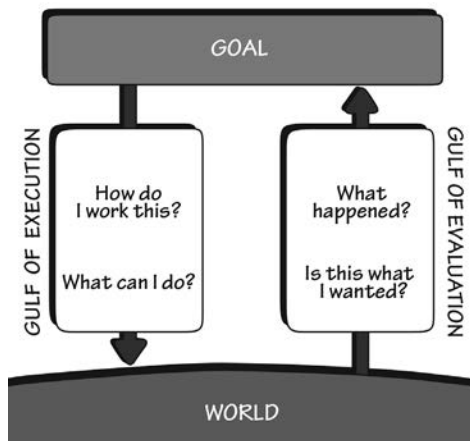 GOAL
GULF OF EXECUTION
How do
I work this?
What can I do?
What
happened?
Is this what
I wanted?
GULF OF EVALUATION
WORLD